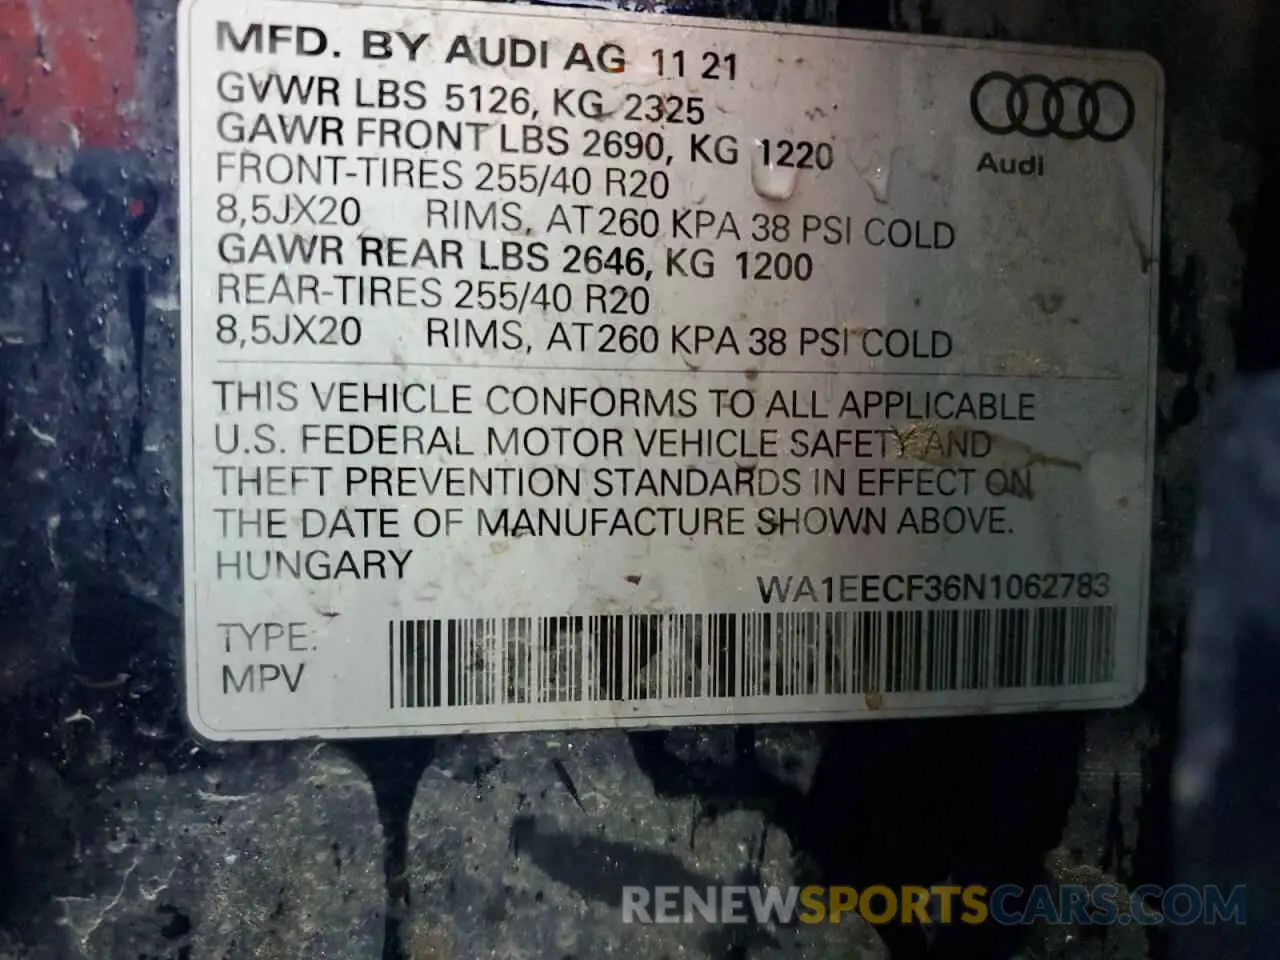 MFD. BY AUDI AG 11 21
GVWR LBS 5126, KG 2325
GAWR FRONT LBS 2690, KG 1220
FRONT-TIRES 255/40 R20
8,5JX20 RIMS, AT 260 KPA 38 PSI COLD
GAWR REAR LBS 2646, KG 1200
REAR-TIRES 255/40 R20
8,5JX20 RIMS, AT 260 KPA 38 PSI COLD
Audi
THIS VEHICLE CONFORMS TO ALL APPLICABLE
U.S. FEDERAL MOTOR VEHICLE SAFETY AND
THEFT PREVENTION STANDARDS IN EFFECT ON
THE DATE OF MANUFACTURE SHOWN ABOVE.
HUNGARY
WA1EECF36N1062783
TYPE:
MPV
RENEWSPORTSCARS.COM